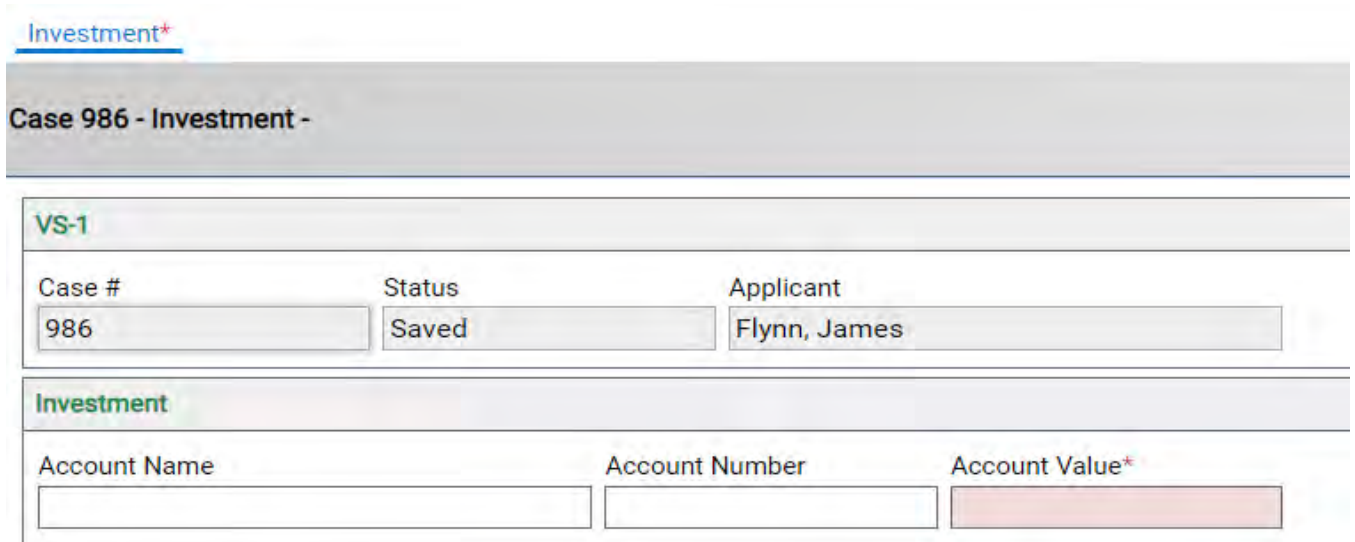 Investment*
Case 986 - Investment -
VS-1
Case # Status Applicant
986 Saved Flynn, James
Investment
Account Name Account Number Account Value*